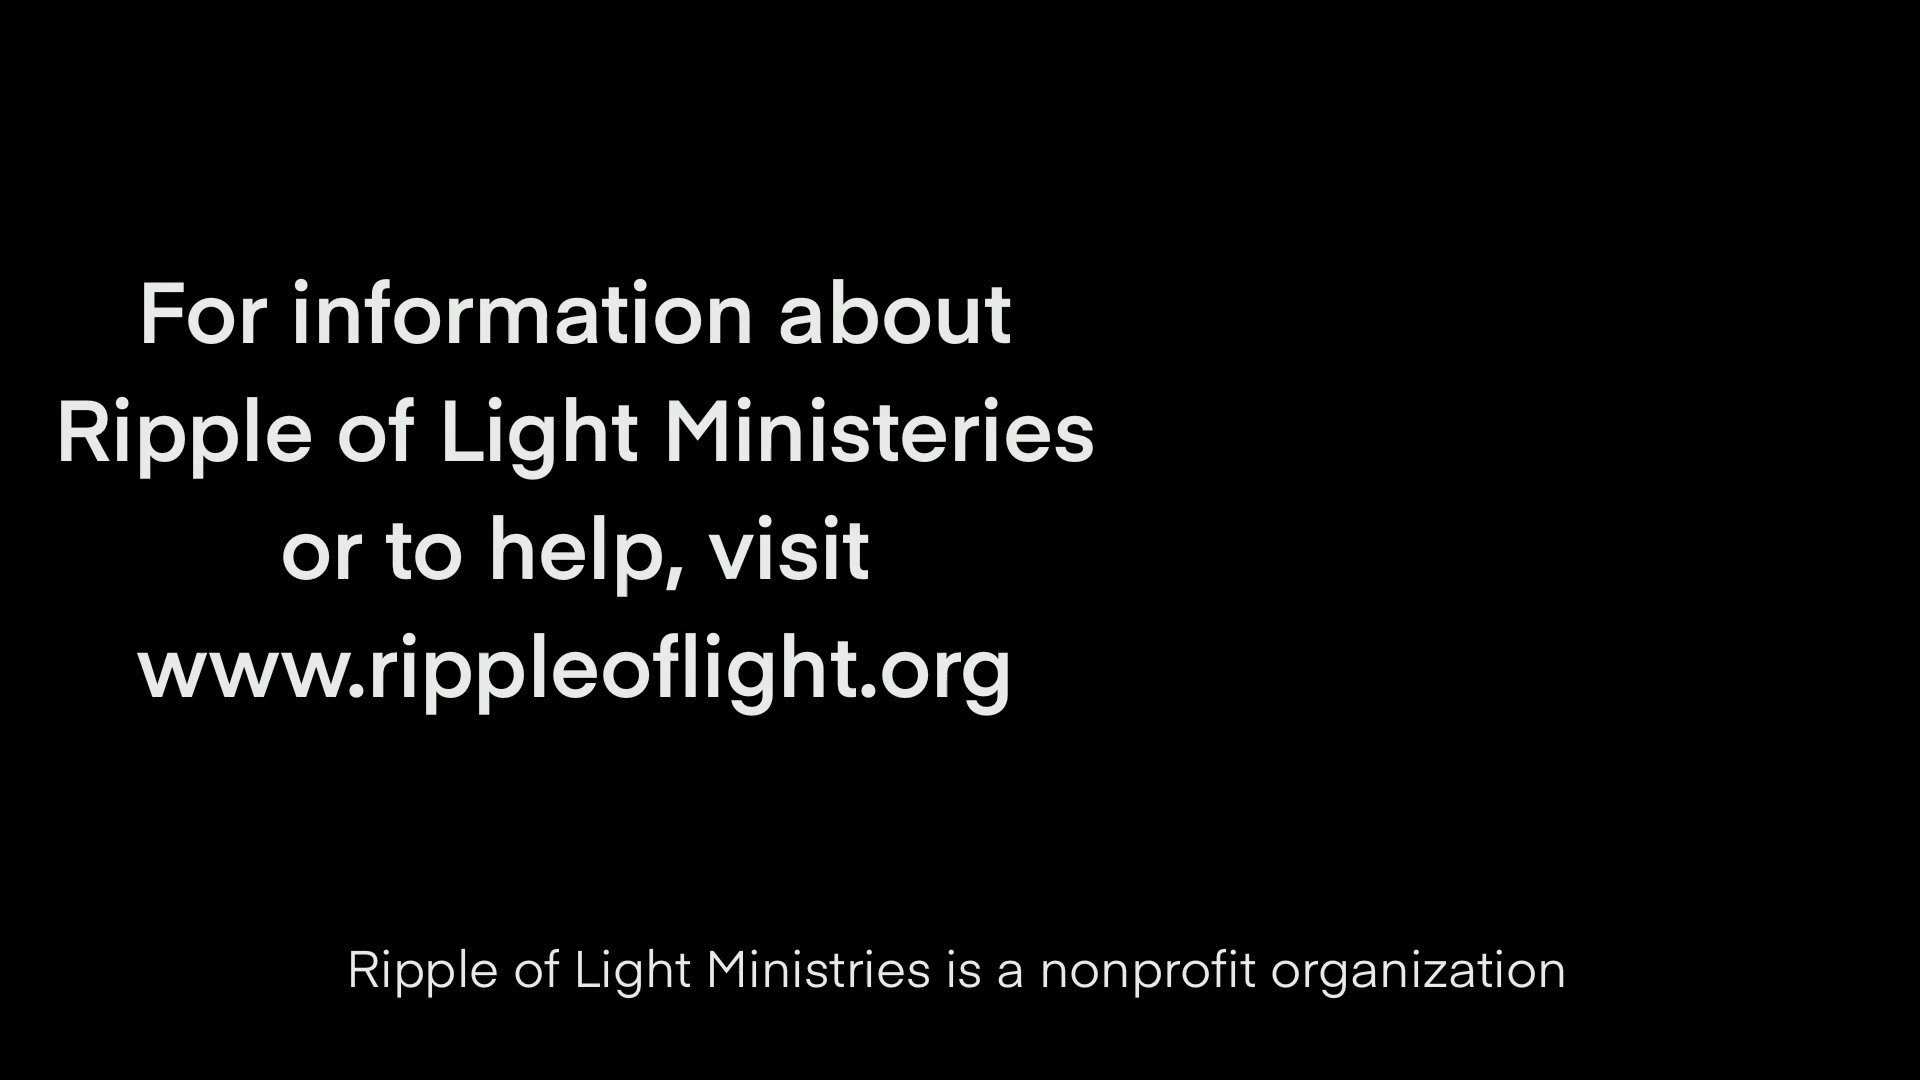 For information about
Ripple of Light Ministeries
or to help, visit
www.rippleoflight.org
Ripple of Light Ministries is a nonprofit organization